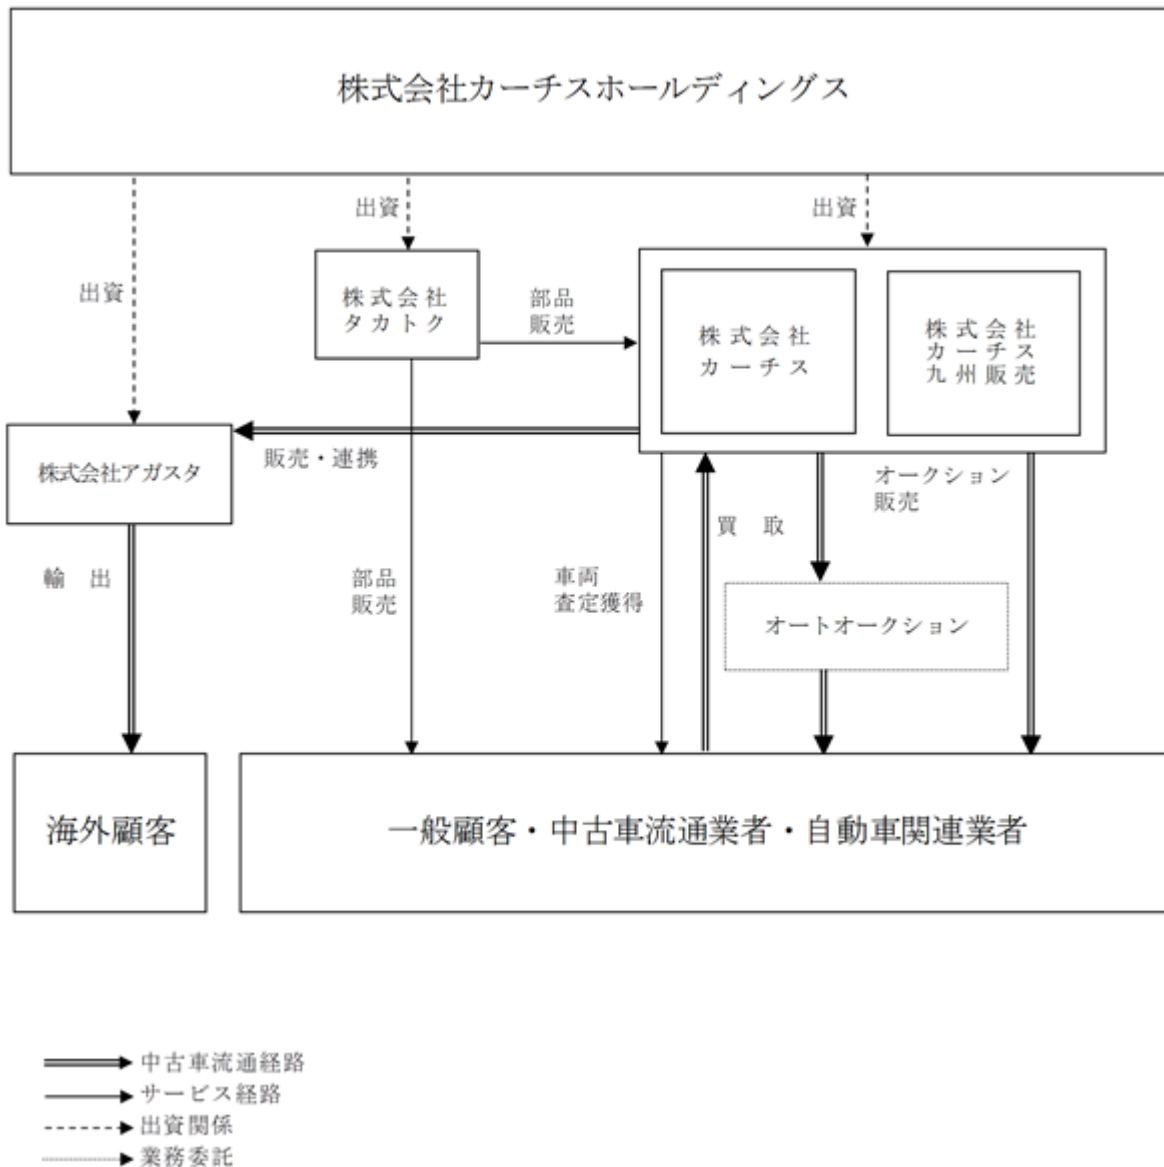 株式会社カーチスホールディングス
出資
出資
出資
株式会社
タカトク
部品
販売
株式会社
カーチス
株式会社
カーチス
九州販売
株式会社アガスタ
販売・連携
オークション
販売
買 取
輸 出
部品
販売
車両
査定獲得
オートオークション
海外顧客
一般顧客・中古車流通業者・自動車関連業者
中古車流通経路
サービス経路
出資関係
業務委託